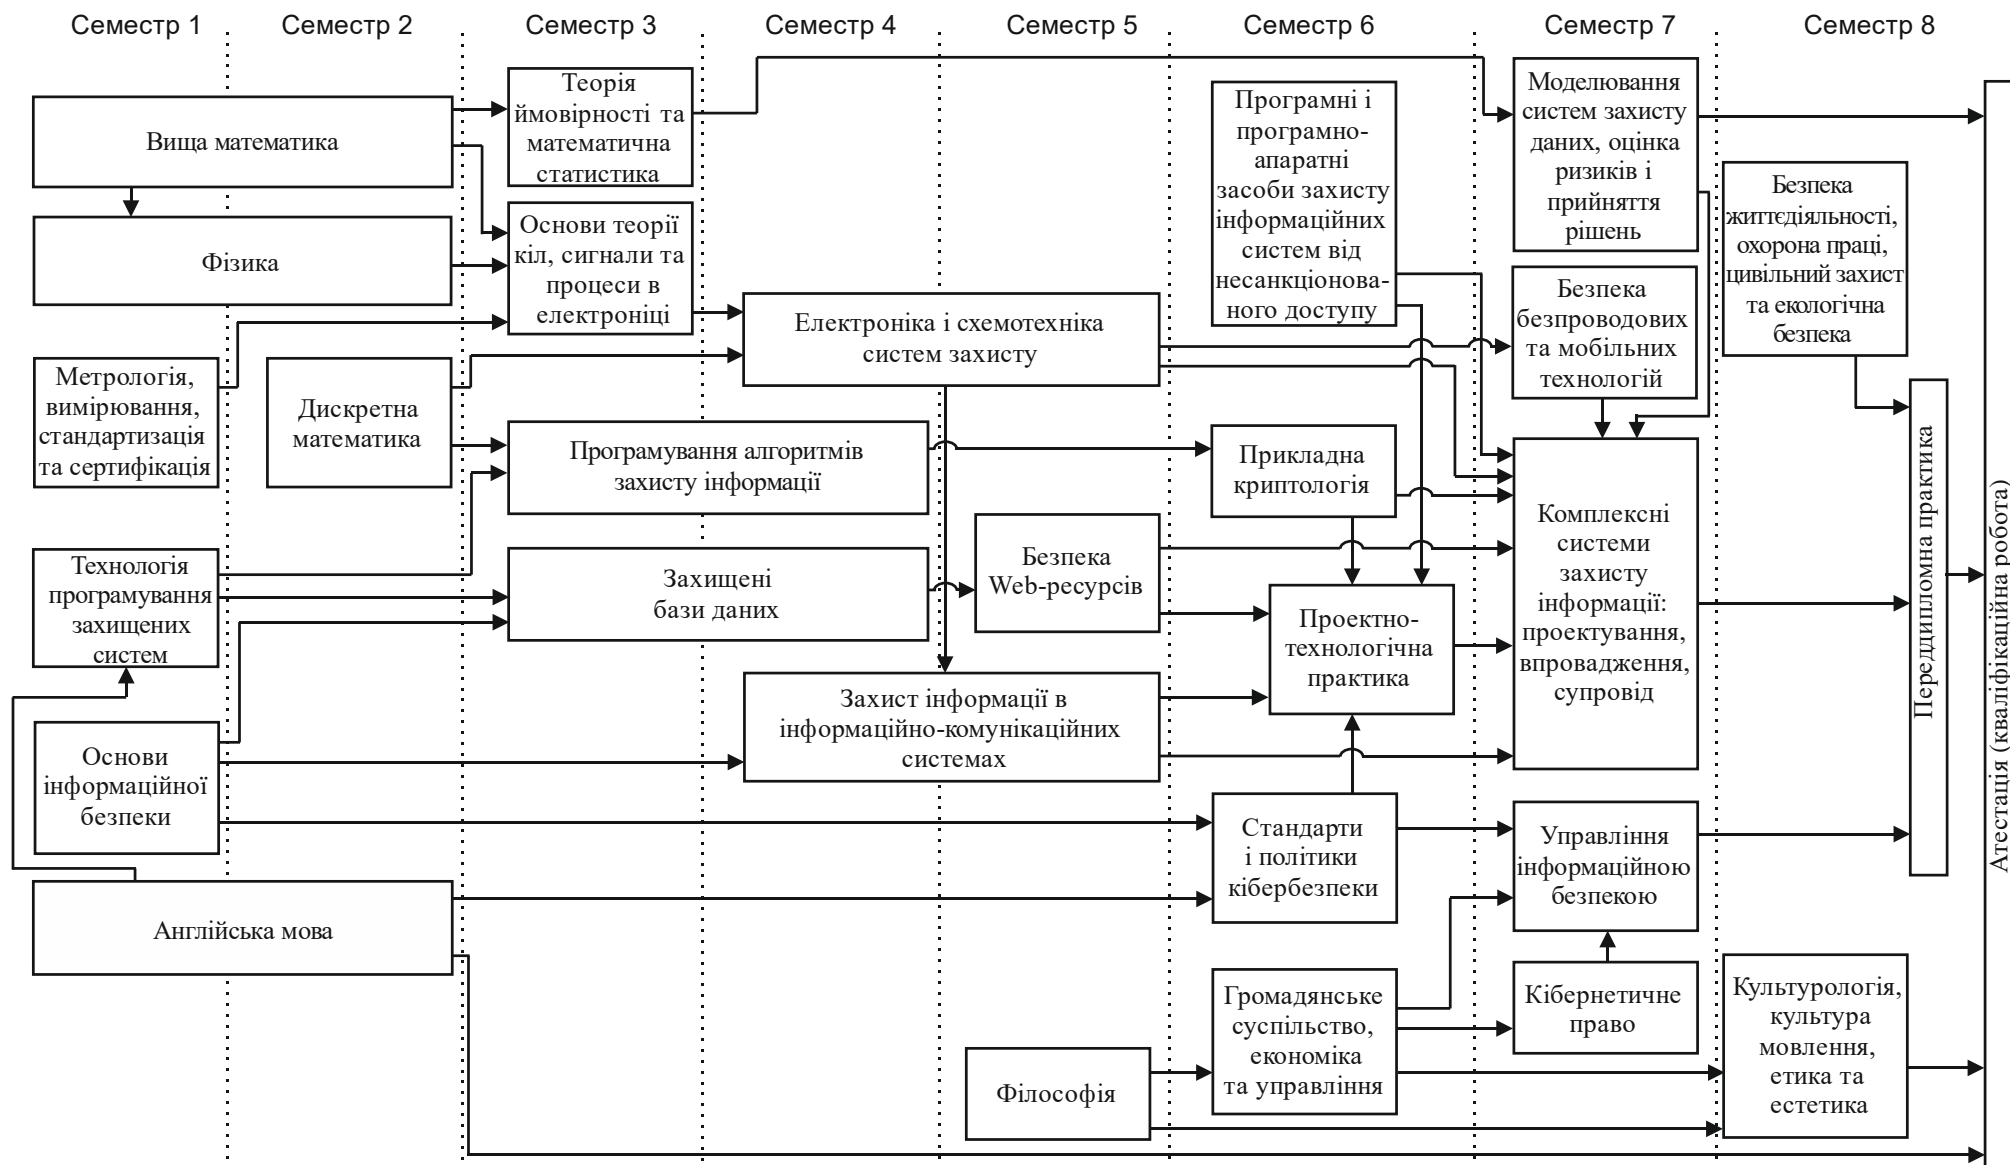 Семестр 1
Семестр 2
Семестр 3
Семестр 4
Семестр 5
Семестр 6
Семестр 7
Семестр 8
Вища математика
Фізика
Метрологія,
вимірювання,
стандартизація
та сертифікація
Технологія
програмування
захищених
систем
Основи
інформаційної
безпеки
Англійська мова
Дискретна
математика
Теорія
ймовірності та
математична
статистика
Основи теорії
кіл, сигнали та
процеси в
електроніці
Програмування алгоритмів
захисту інформації
Захищені
бази даних
Електроніка і схемотехніка
систем захисту
Захист інформації в
інформаційно-комунікаційних
системах
Безпека
Web-ресурсів
Філософія
Програмні і
програмно-
апаратні
засоби захисту
інформаційних
систем від
несанкціонова-
ного доступу
Прикладна
криптологія
Проектно-
технологічна
практика
Стандарти
і політики
кібербезпеки
Громадянське
суспільство,
економіка
та управління
Моделювання
систем захисту
даних, оцінка
ризиків і
прийняття
рішень
Безпека
безпроводових
та мобільних
технологій
Комплексні
системи
захисту
інформації:
проектування,
впровадження,
супровід
Управління
інформаційною
безпекою
Кібернетичне
право
Безпека
життєдіяльності,
охорона праці,
цивільний захист
та екологічна
безпека
Переддипломна практика
Культурологія,
культура
мовлення,
етика та
естетика
Атестація (кваліфікаційна робота)